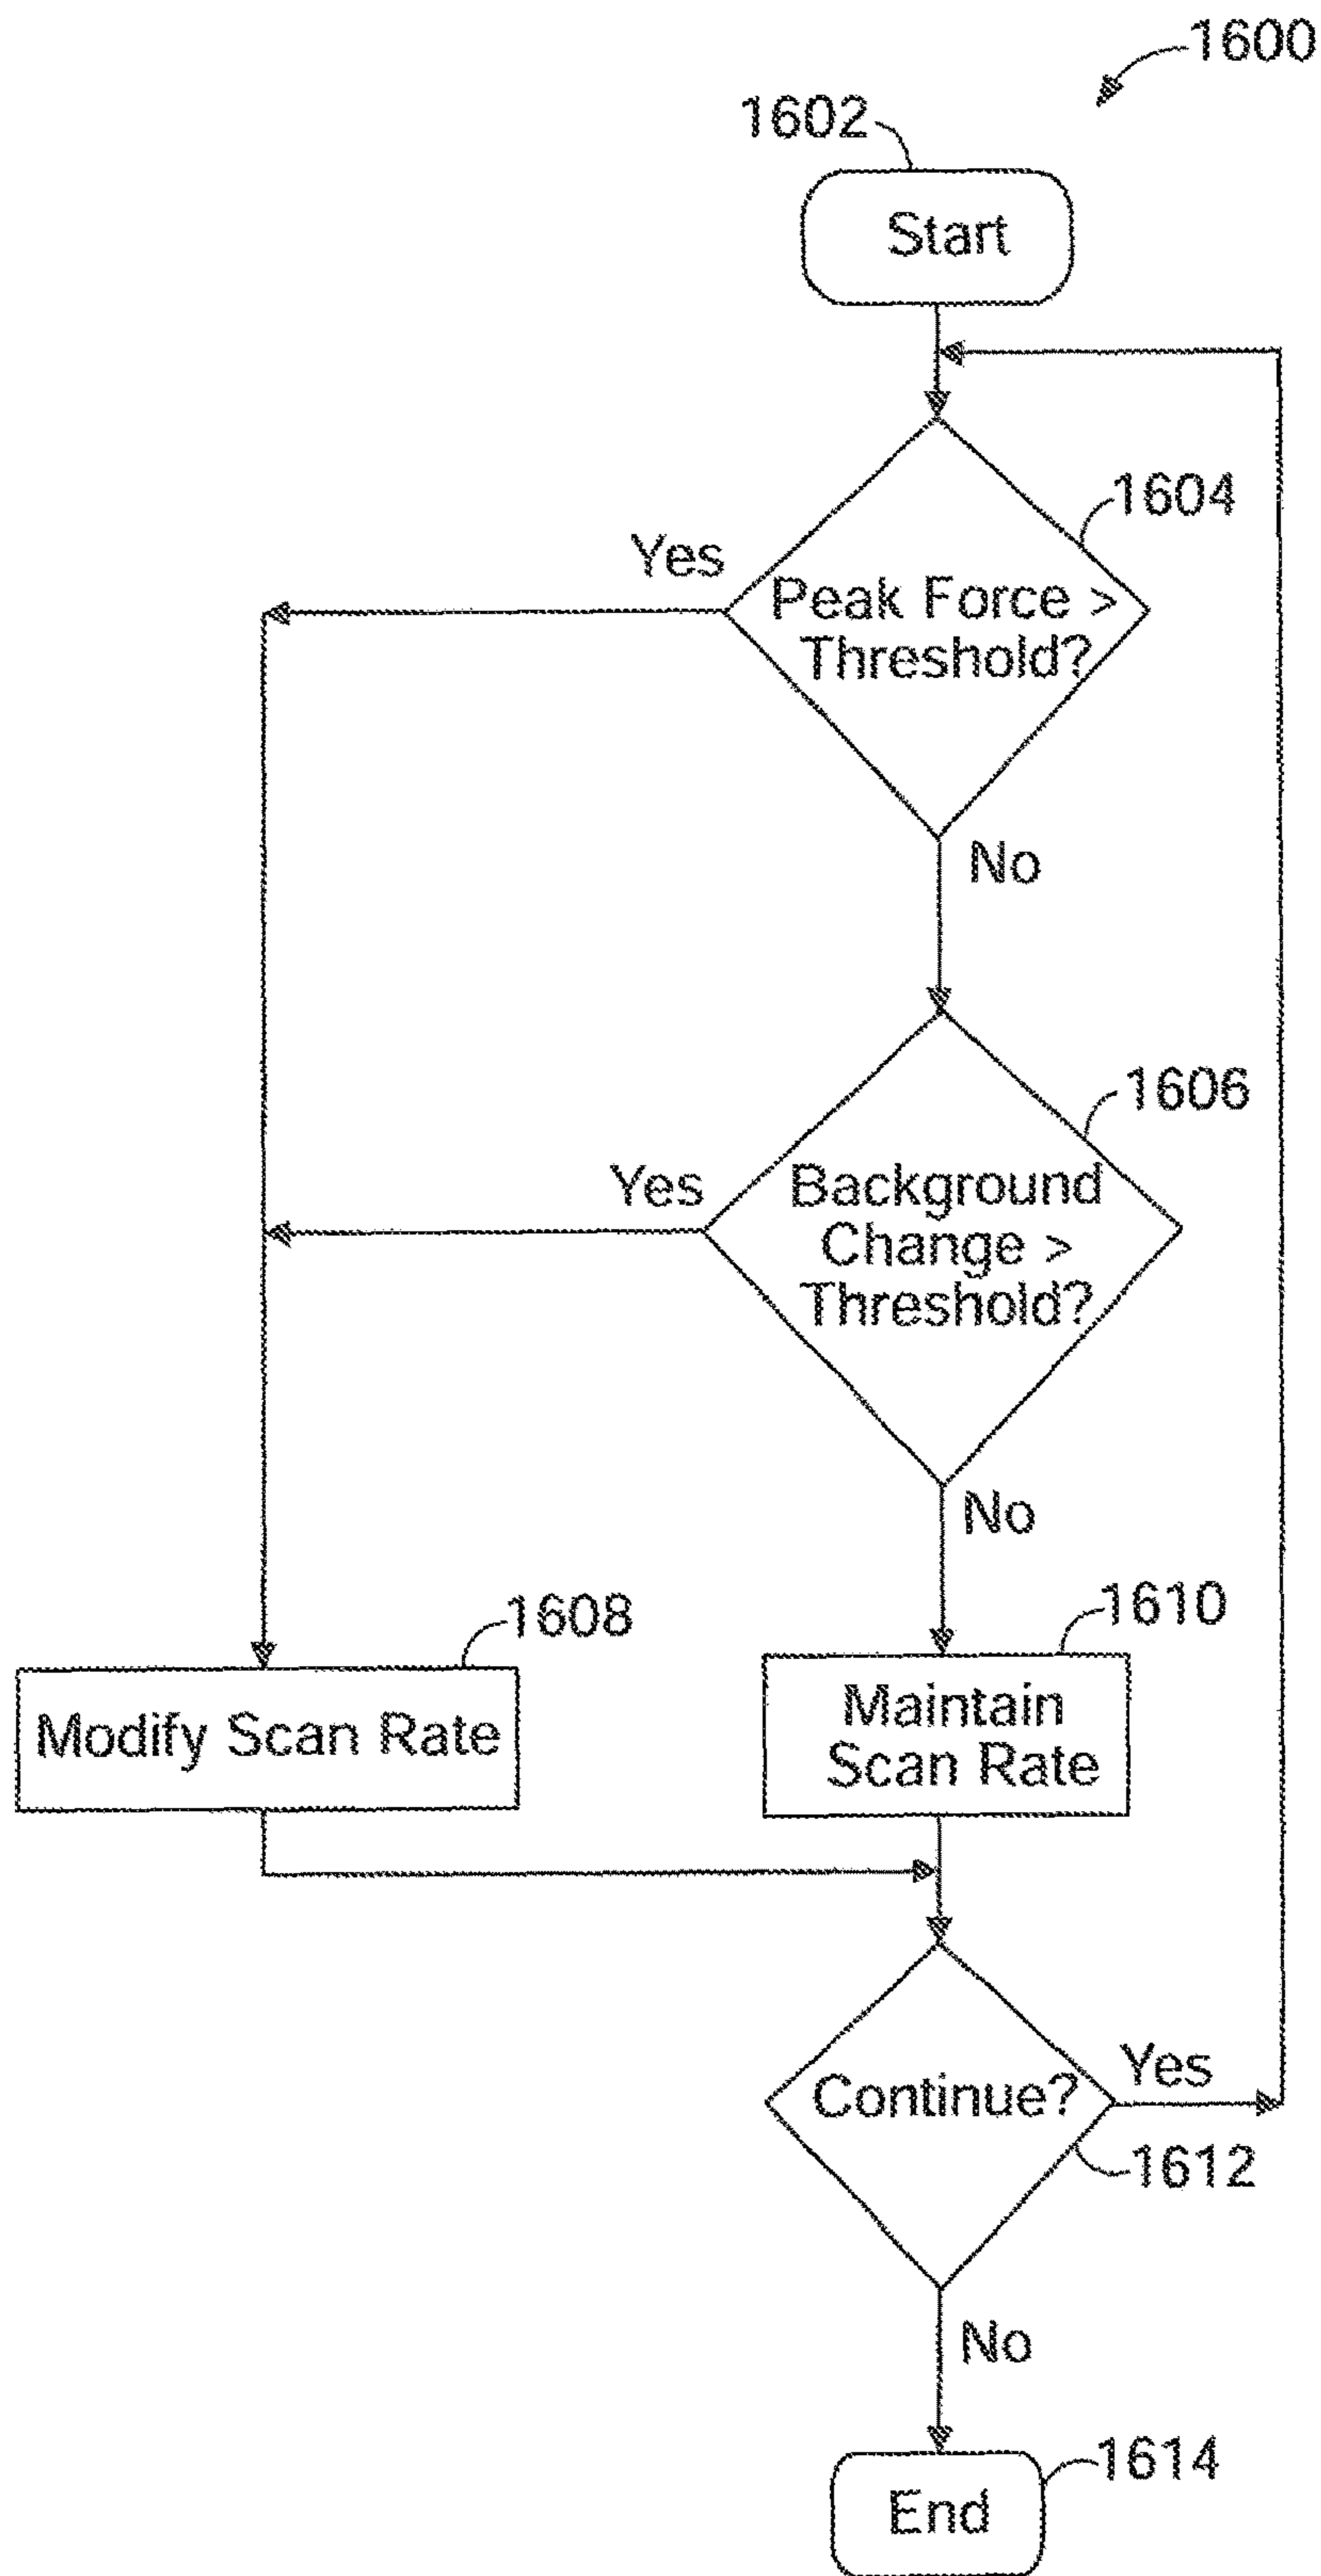 1600
1602
Start
1604
Yes
Peak Force >
Threshold?
No
1606
Yes
Background
Change >
Threshold?
No
1608
1610
Modify Scan Rate
Maintain
Scan Rate
Yes
Continue?
1612
No
1614
End